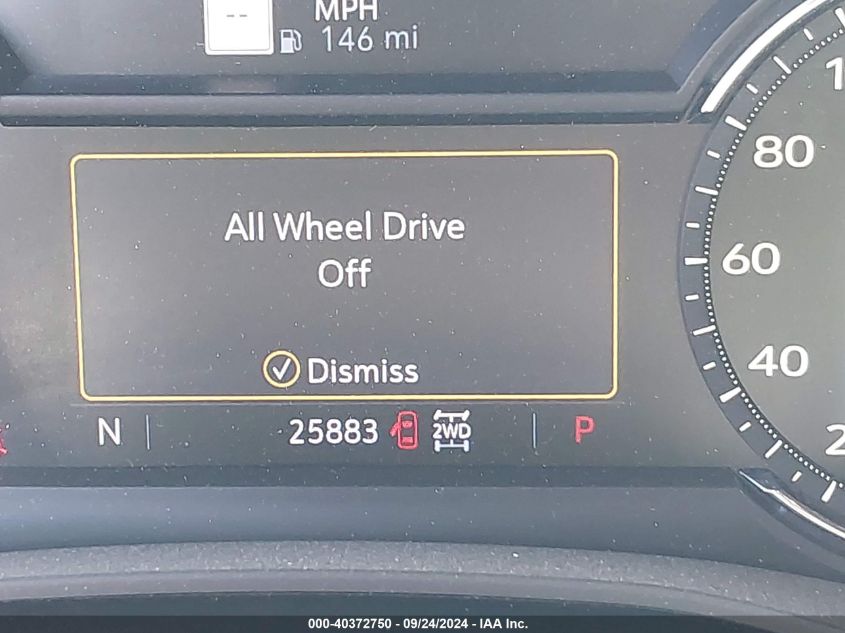 --
MPH
146 mi
80
All Wheel Drive
Off
60
Dismiss
40
N
25883
2WD
P
000-40372750 - 09/24/2024 - IAA Inc.